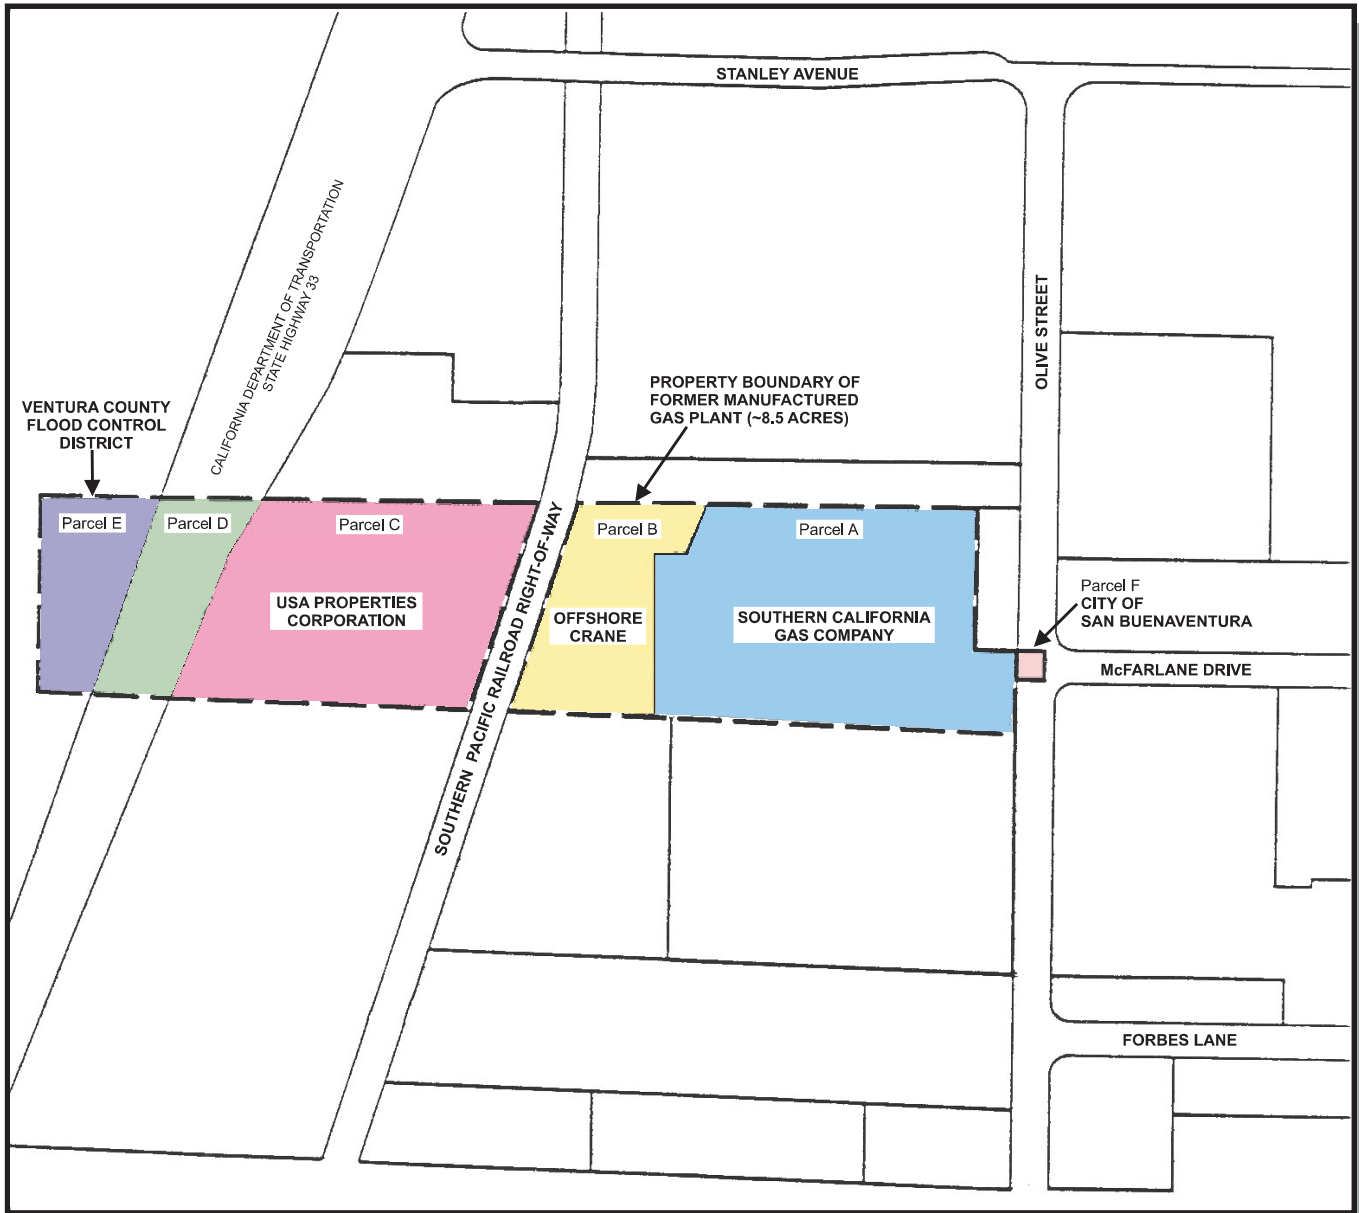 STANLEY AVENUE
CALIFORNIA DEPARTMENT OF TRANSPORTATION
STATE HIGHWAY 33
OLIVE STREET
PROPERTY BOUNDARY OF
FORMER MANUFACTURED
GAS PLANT (~8.5 ACRES)
VENTURA COUNTY
FLOOD CONTROL
DISTRICT
Parcel E
Parcel D
Parcel C
Parcel B
Parcel A
USA PROPERTIES
CORPORATION
SOUTHERN PACIFIC RAILROAD RIGHT-OF-WAY
OFFSHORE
CRANE
SOUTHERN CALIFORNIA
GAS COMPANY
Parcel F
CITY OF
SAN BUENAVENTURA
McFARLANE DRIVE
FORBES LANE